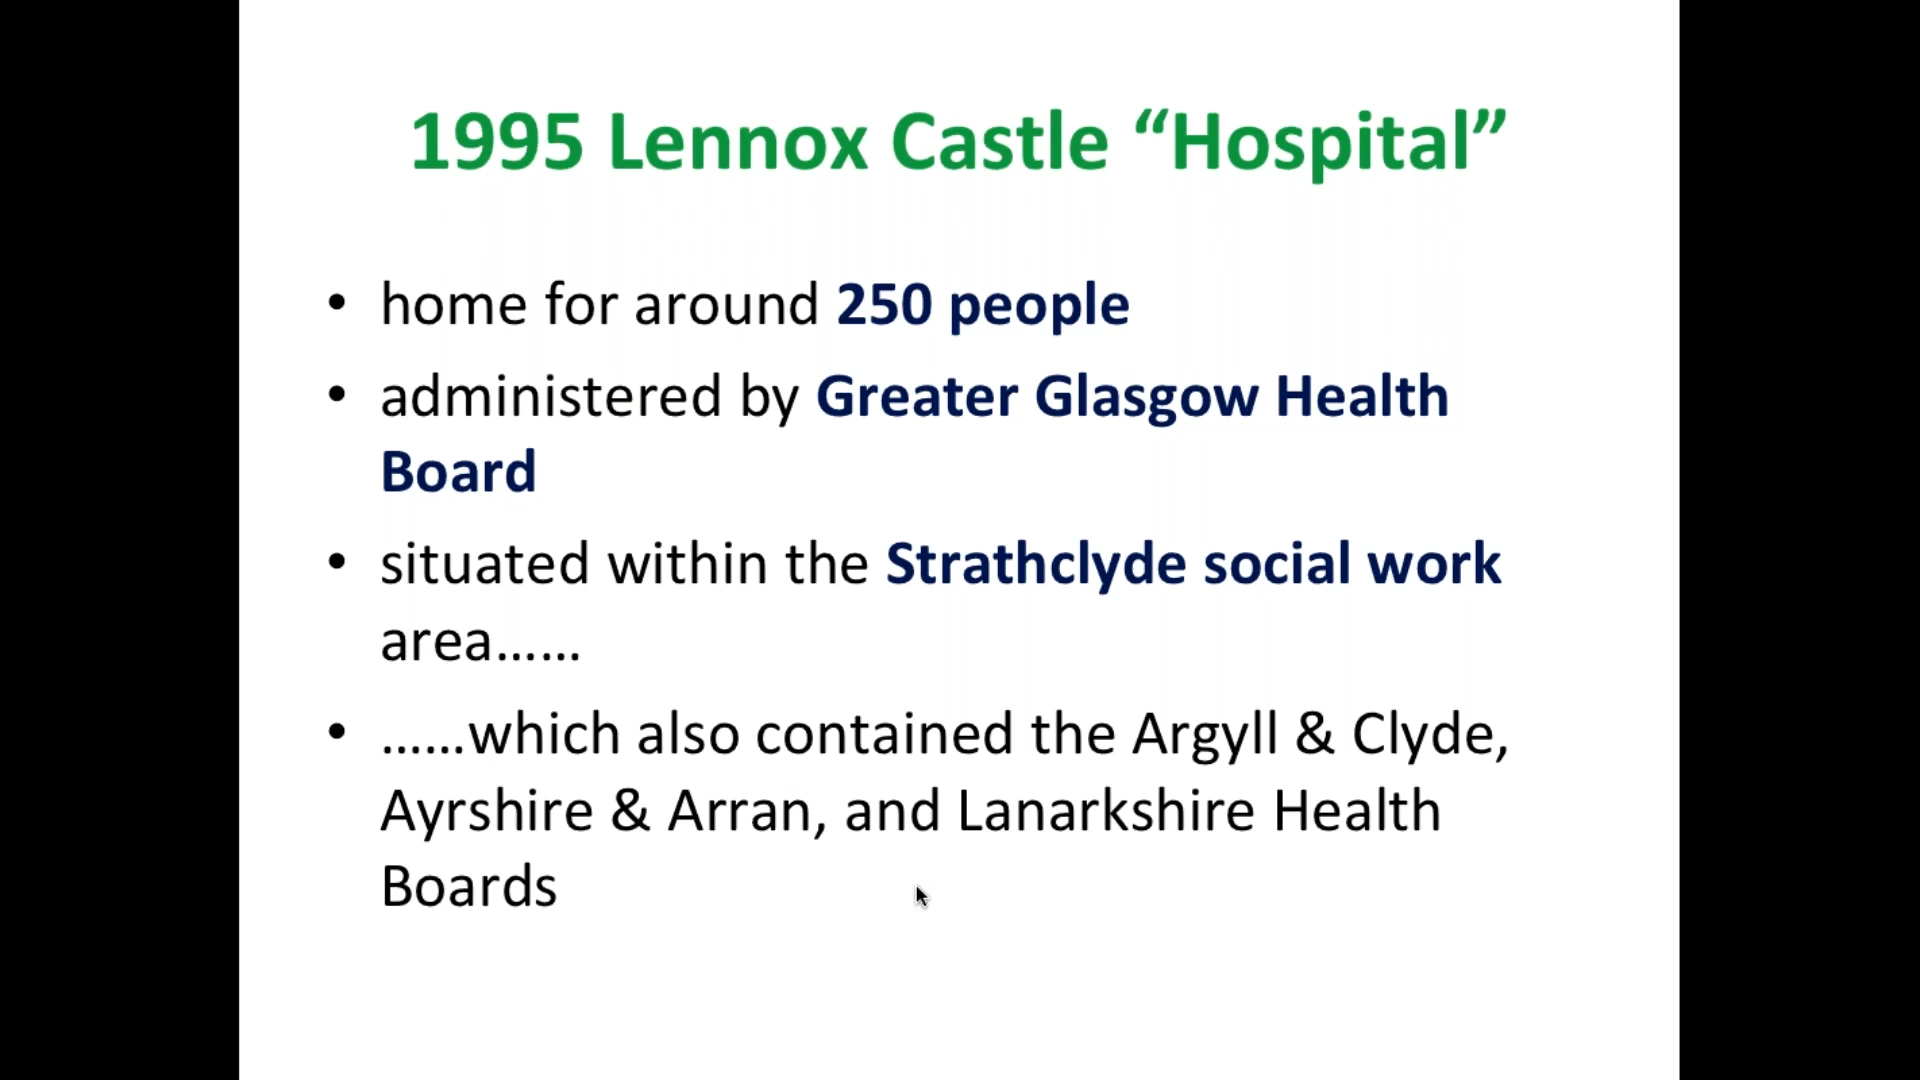 1995 Lennox Castle “Hospital”
• home for around 250 people
• administered by Greater Glasgow Health
Board
• situated within the Strathclyde social work
area......
• ......which also contained the Argyll & Clyde,
Ayrshire & Arran, and Lanarkshire Health
Boards